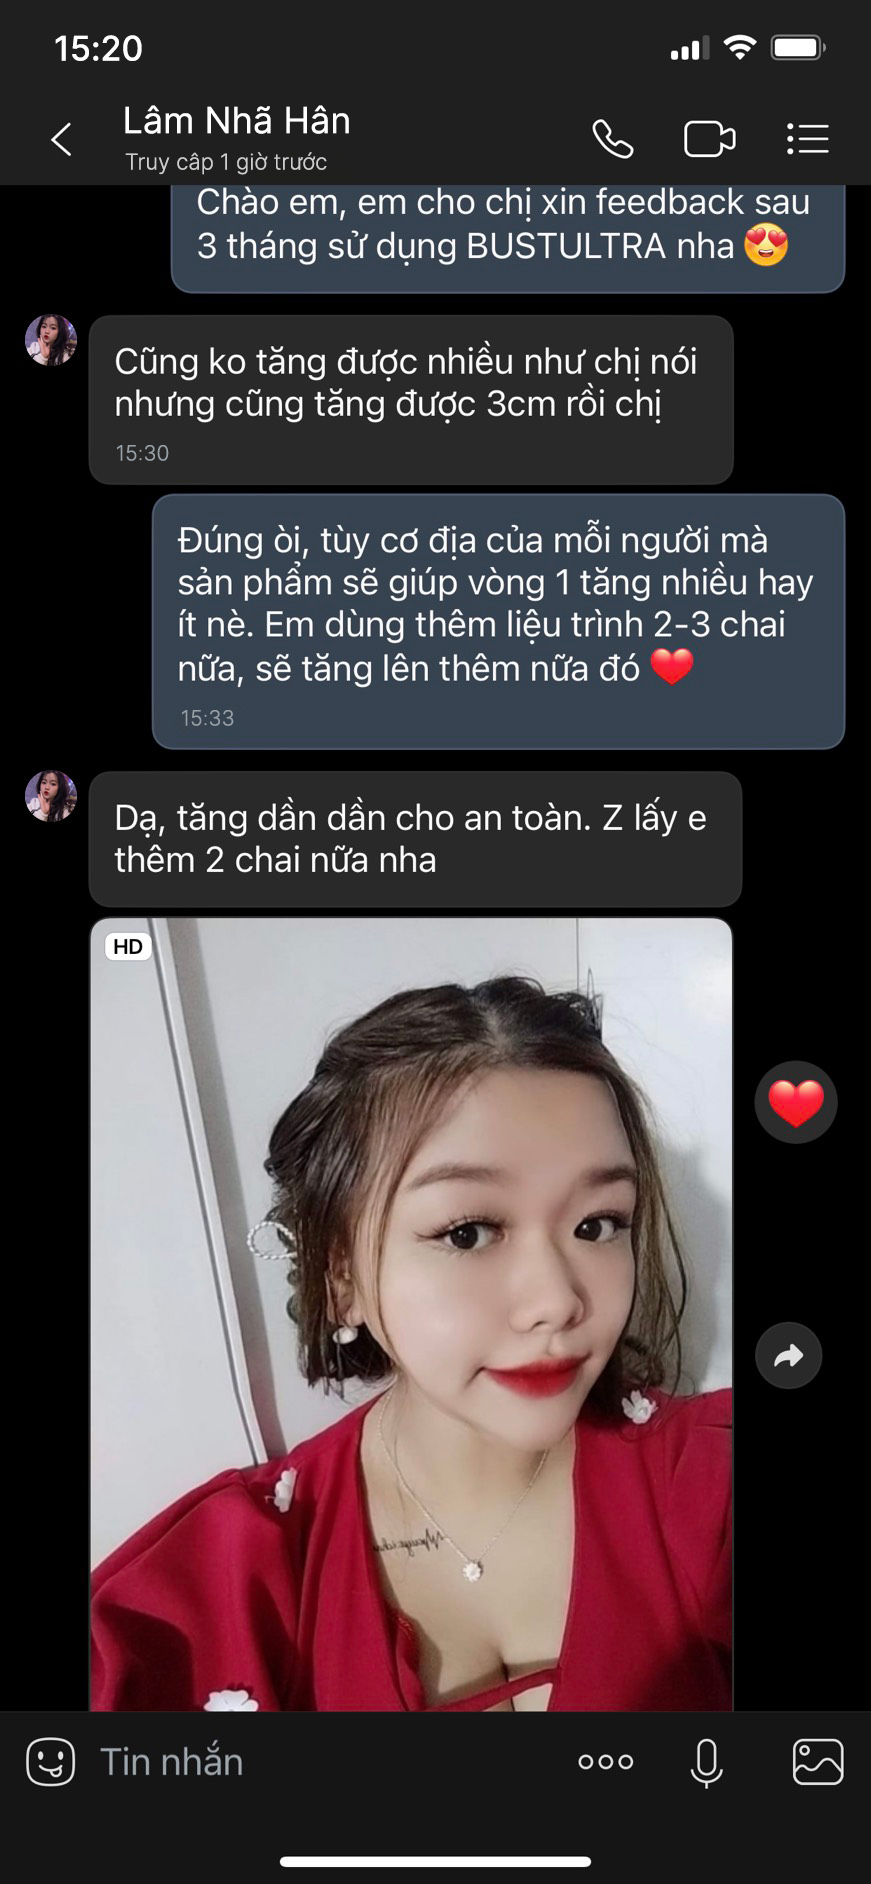 15:20
Lâm Nhã Hân
Truy câp 1 giờ trước
Chào em, em cho chị xin feedback sau
3 tháng sử dụng BUSTULTRA nha 😍
Cũng ko tăng được nhiều như chị nói
nhưng cũng tăng được 3cm rồi chị
15:30
Đúng òi, tùy cơ địa của mỗi người mà
sản phẩm sẽ giúp vòng 1 tăng nhiều hay
ít nè. Em dùng thêm liệu trình 2-3 chai
nữa, sẽ tăng lên thêm nữa đó ❤️
15:33
Dạ, tăng dần dần cho an toàn. Z lấy e
thêm 2 chai nữa nha
HD
Tin nhắn